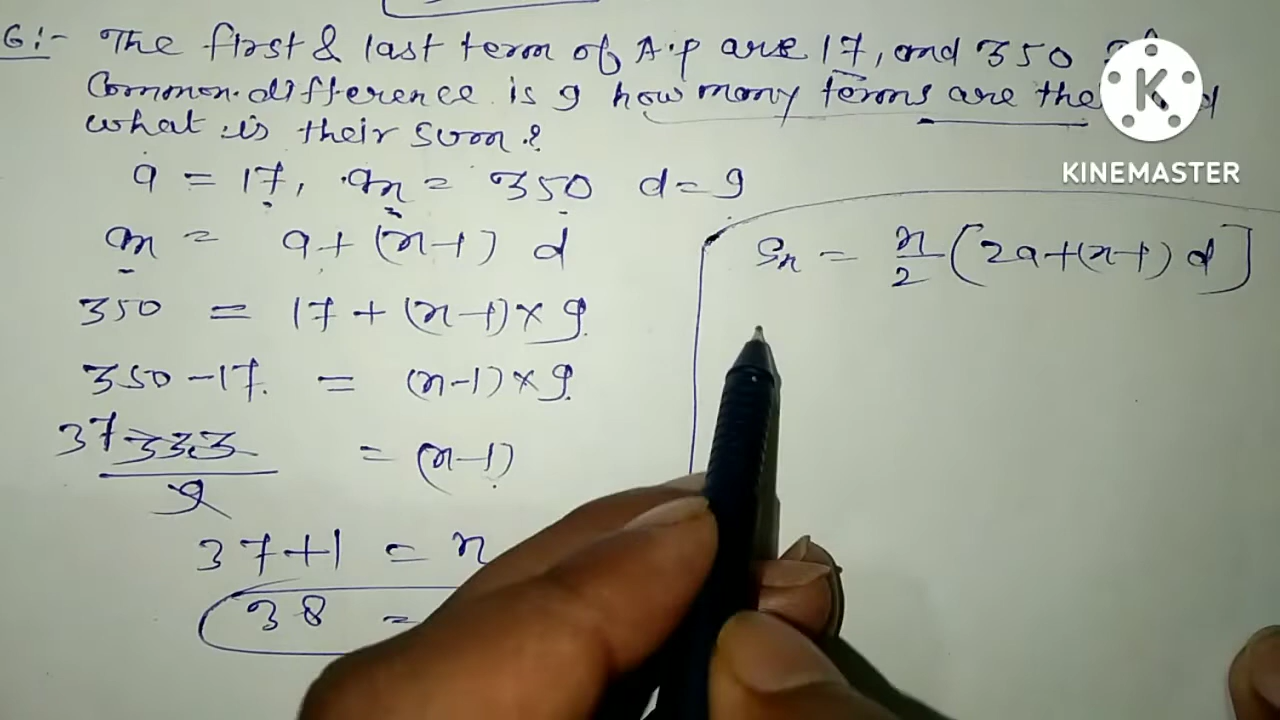 6:- The first & last term of A.P are 17, and 350
Common.difference is 9 how many terms are the
what is their sum?
a = 17, an = 350 d = 9
an = a + (n-1) d
350 = 17 + (n-1) × 9
350 - 17 = (n-1) × 9
37 333 / 9 = (n-1)
37+1 = n
38 =
Sn = n/2 [2a+(n-1) d]
K
KINEMASTER